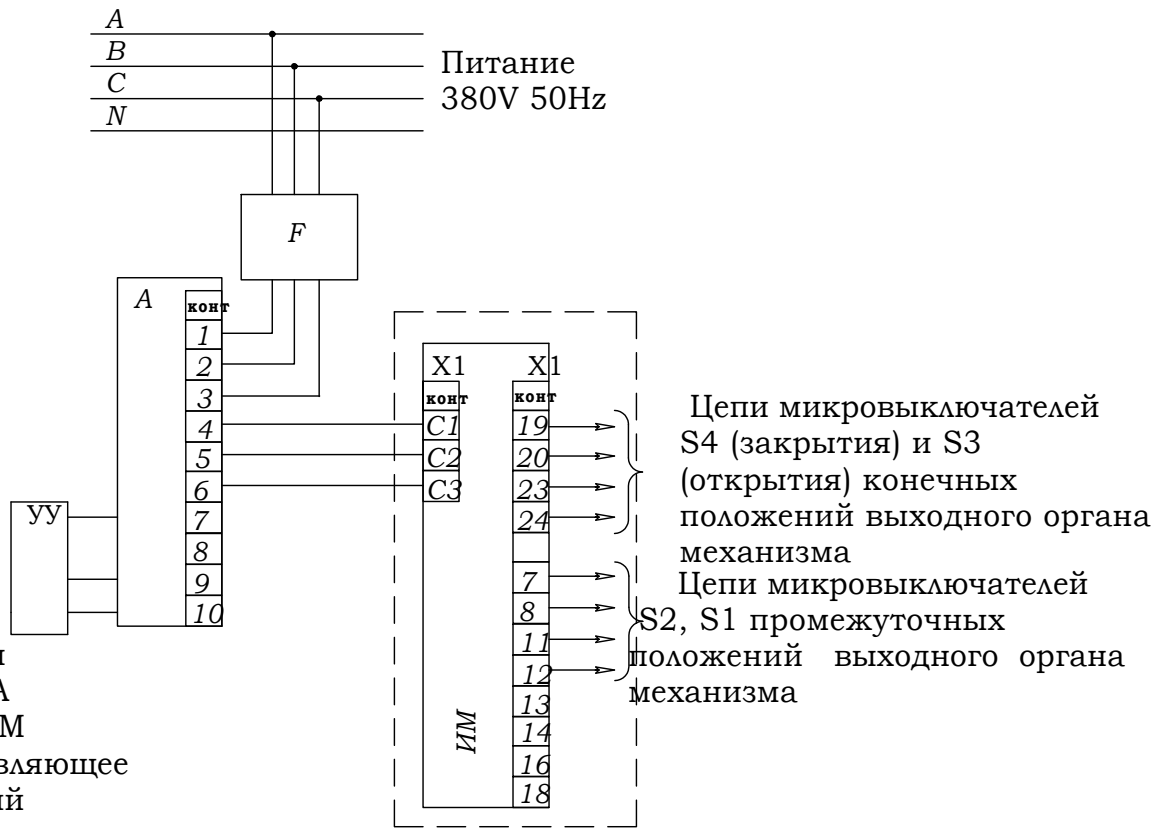 A
B
C
N
Питание
380V 50Hz
F
A
конт
1
2
3
4
5
6
7
8
9
10
УУ
X1
конт
C1
C2
C3
ИМ
X1
конт
19
20
23
24
7
8
11
12
13
14
16
18
Цепи микровыключателей
S4 (закрытия) и S3
(открытия) конечных
положений выходного органа
механизма
Цепи микровыключателей
S2, S1 промежуточных
положений выходного органа
механизма
А
М
вляющее
ий